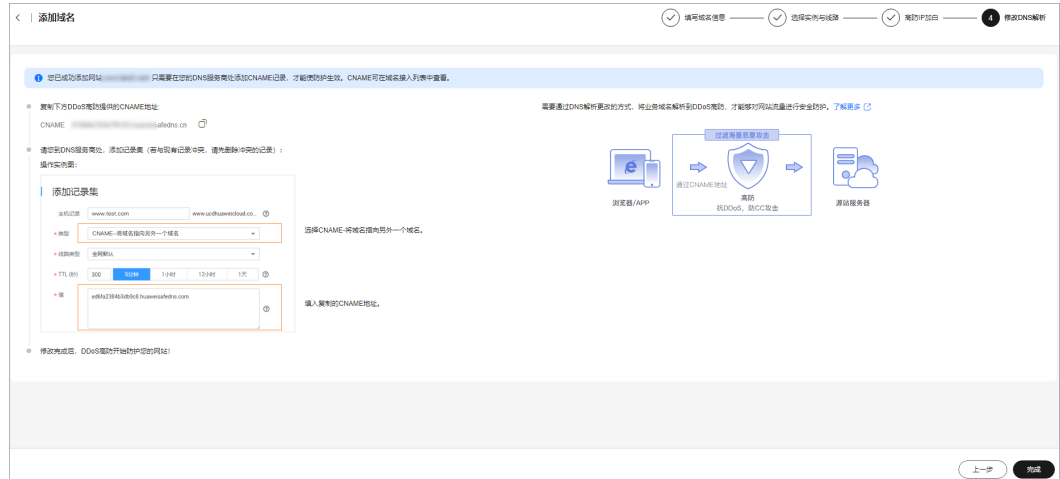 添加域名
填写域名信息
选择实例与线路
高防IP加白
4 修改DNS解析
您已成功添加网站 只需要在您的DNS服务商处添加CNAME记录，才能使防护生效。CNAME可在域名接入列表中查看。
复制下方DDoS高防提供的CNAME地址:
CNAME afedns.cn
请您到DNS服务商处，添加记录集（若与现有记录冲突，请先删除冲突的记录）:
操作实例图:
添加记录集
主机记录 www.test.com www.ucdhuaweicloud.co...
* 类型 CNAME-将域名指向另外一个域名
选择CNAME-将域名指向另外一个域名。
* 线路类型 全网默认
* TTL (秒) 300 5分钟 1小时 12小时 1天
* 值 ed6fa2384b3db9c8.huaweisafedns.com
填入复制的CNAME地址。
修改完成后，DDoS高防开始防护您的网站!
需要通过DNS解析更改的方式，将业务域名解析到DDoS高防，才能够对网站流量进行安全防护。了解更多
过滤海量恶意攻击
通过CNAME地址
浏览器/APP
高防
抗DDoS，防CC攻击
源站服务器
上一步
完成